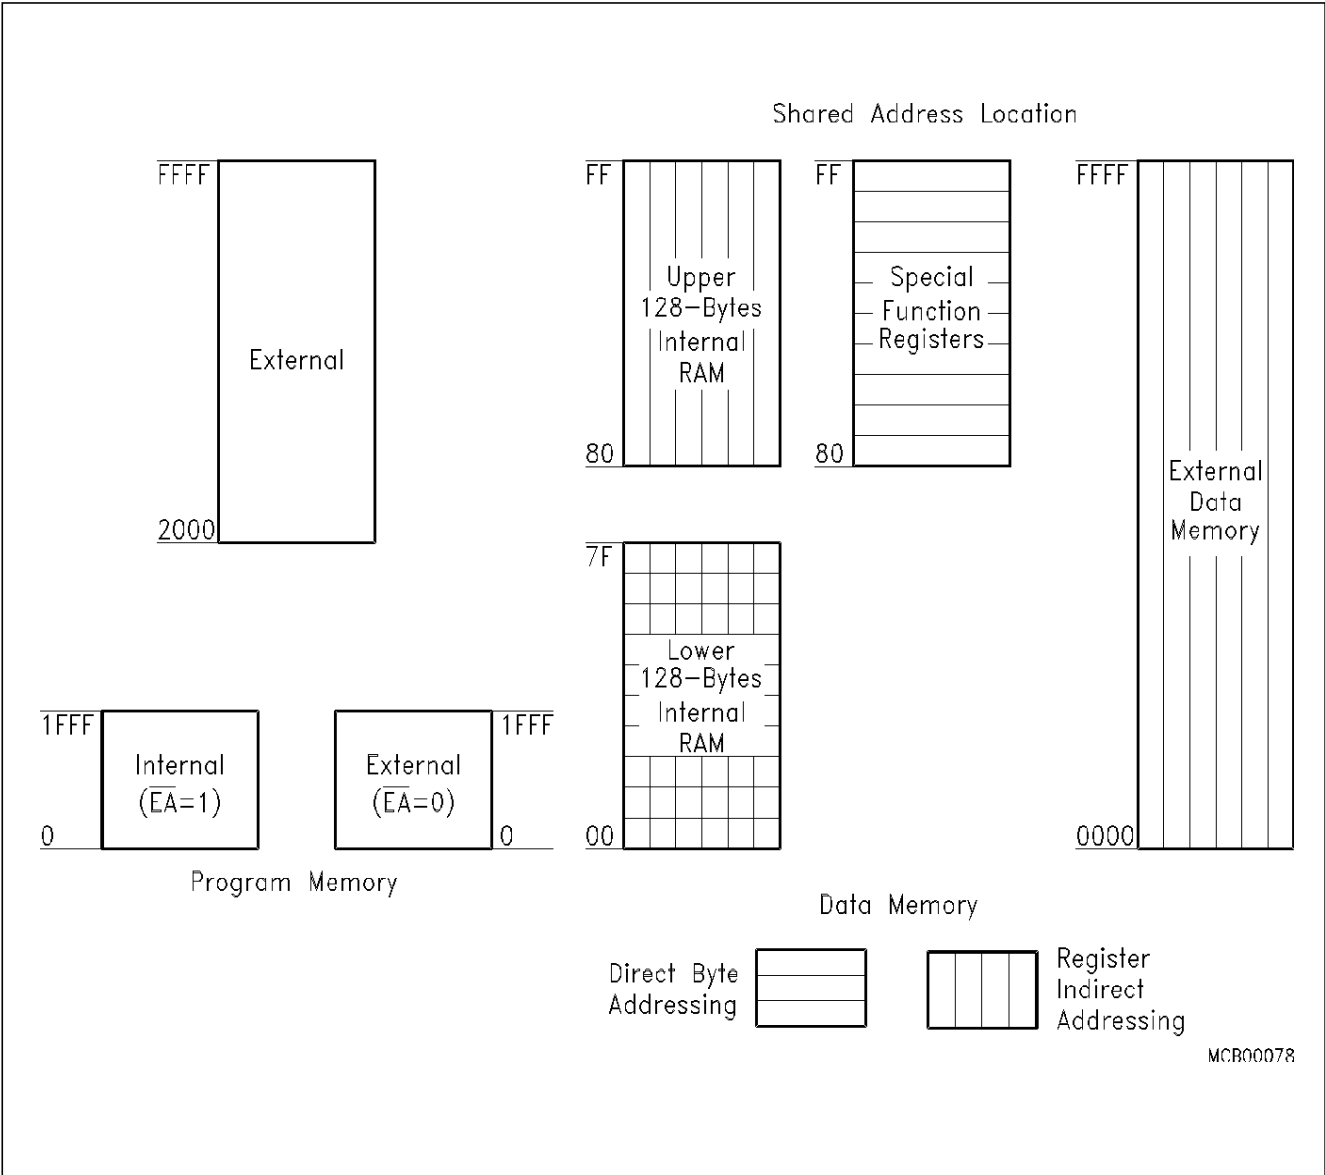 Shared Address Location
FFFF
External
2000
1FFF
Internal
(EA=1)
0
External
(EA=0)
1FFF
0
Program Memory
FF
Upper
128-Bytes
Internal
RAM
80
FF
Special
Function
Registers
80
7F
Lower
128-Bytes
Internal
RAM
00
FFFF
External
Data
Memory
0000
Data Memory
Direct Byte
Addressing
Register
Indirect
Addressing
MCB00078